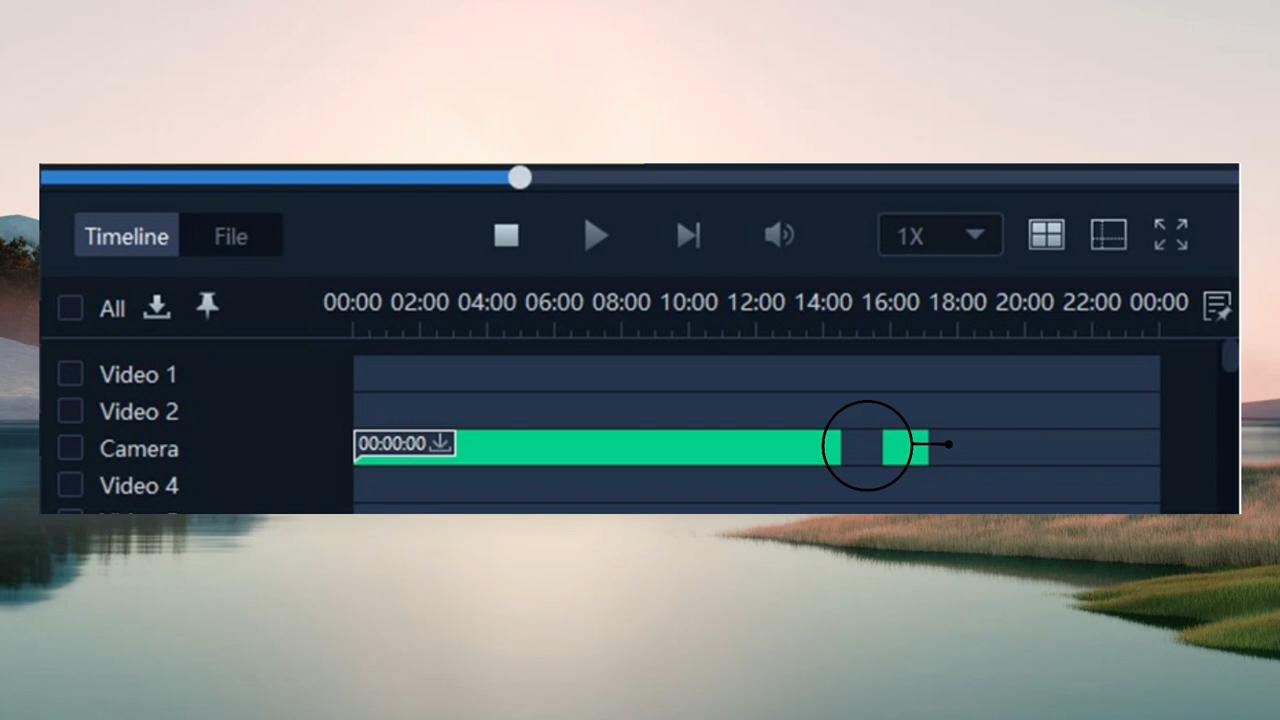 Timeline File 1X
All 00:00 02:00 04:00 06:00 08:00 10:00 12:00 14:00 16:00 18:00 20:00 22:00 00:00
Video 1
Video 2
Camera 00:00:00
Video 4